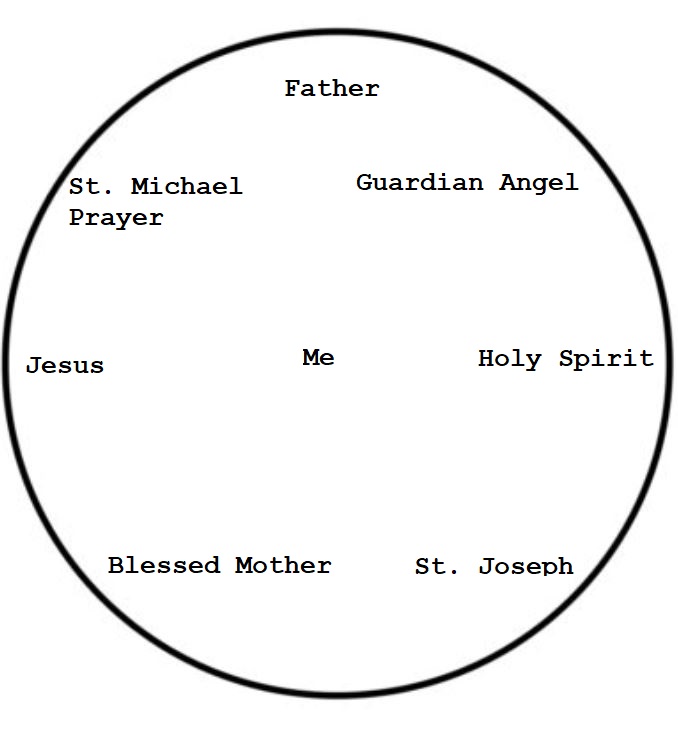 Father
St. Michael
Prayer
Guardian Angel
Jesus
Me
Holy Spirit
Blessed Mother
St. Joseph